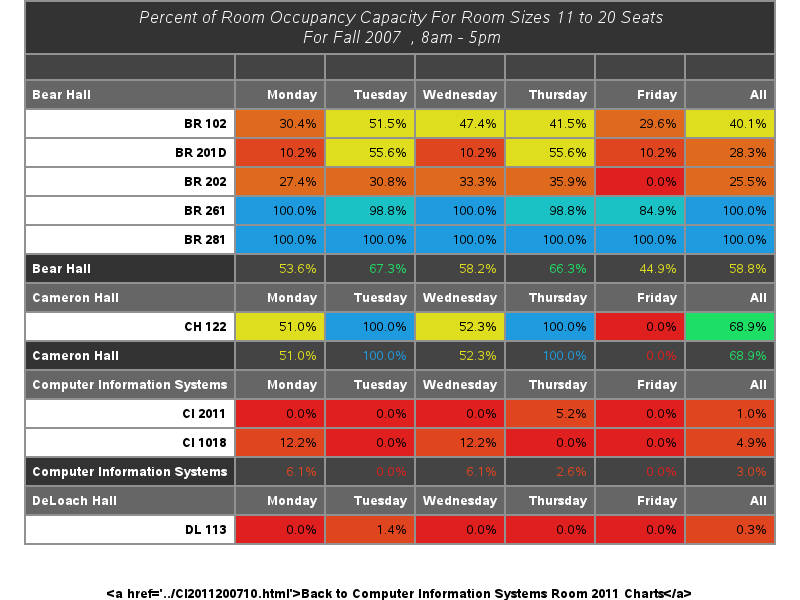 Percent of Room Occupancy Capacity For Room Sizes 11 to 20 Seats
For Fall 2007 , 8am - 5pm
Bear Hall Monday Tuesday Wednesday Thursday Friday All
BR 102 30.4% 51.5% 47.4% 41.5% 29.6% 40.1%
BR 201D 10.2% 55.6% 10.2% 55.6% 10.2% 28.3%
BR 202 27.4% 30.8% 33.3% 35.9% 0.0% 25.5%
BR 261 100.0% 98.8% 100.0% 98.8% 84.9% 100.0%
BR 281 100.0% 100.0% 100.0% 100.0% 100.0% 100.0%
Bear Hall 53.6% 67.3% 58.2% 66.3% 44.9% 58.8%
Cameron Hall Monday Tuesday Wednesday Thursday Friday All
CH 122 51.0% 100.0% 52.3% 100.0% 0.0% 68.9%
Cameron Hall 51.0% 100.0% 52.3% 100.0% 0.0% 68.9%
Computer Information Systems Monday Tuesday Wednesday Thursday Friday All
CI 2011 0.0% 0.0% 0.0% 5.2% 0.0% 1.0%
CI 1018 12.2% 0.0% 12.2% 0.0% 0.0% 4.9%
Computer Information Systems 6.1% 0.0% 6.1% 2.6% 0.0% 3.0%
DeLoach Hall Monday Tuesday Wednesday Thursday Friday All
DL 113 0.0% 1.4% 0.0% 0.0% 0.0% 0.3%
<a href='../CI2011200710.html'>Back to Computer Information Systems Room 2011 Charts</a>